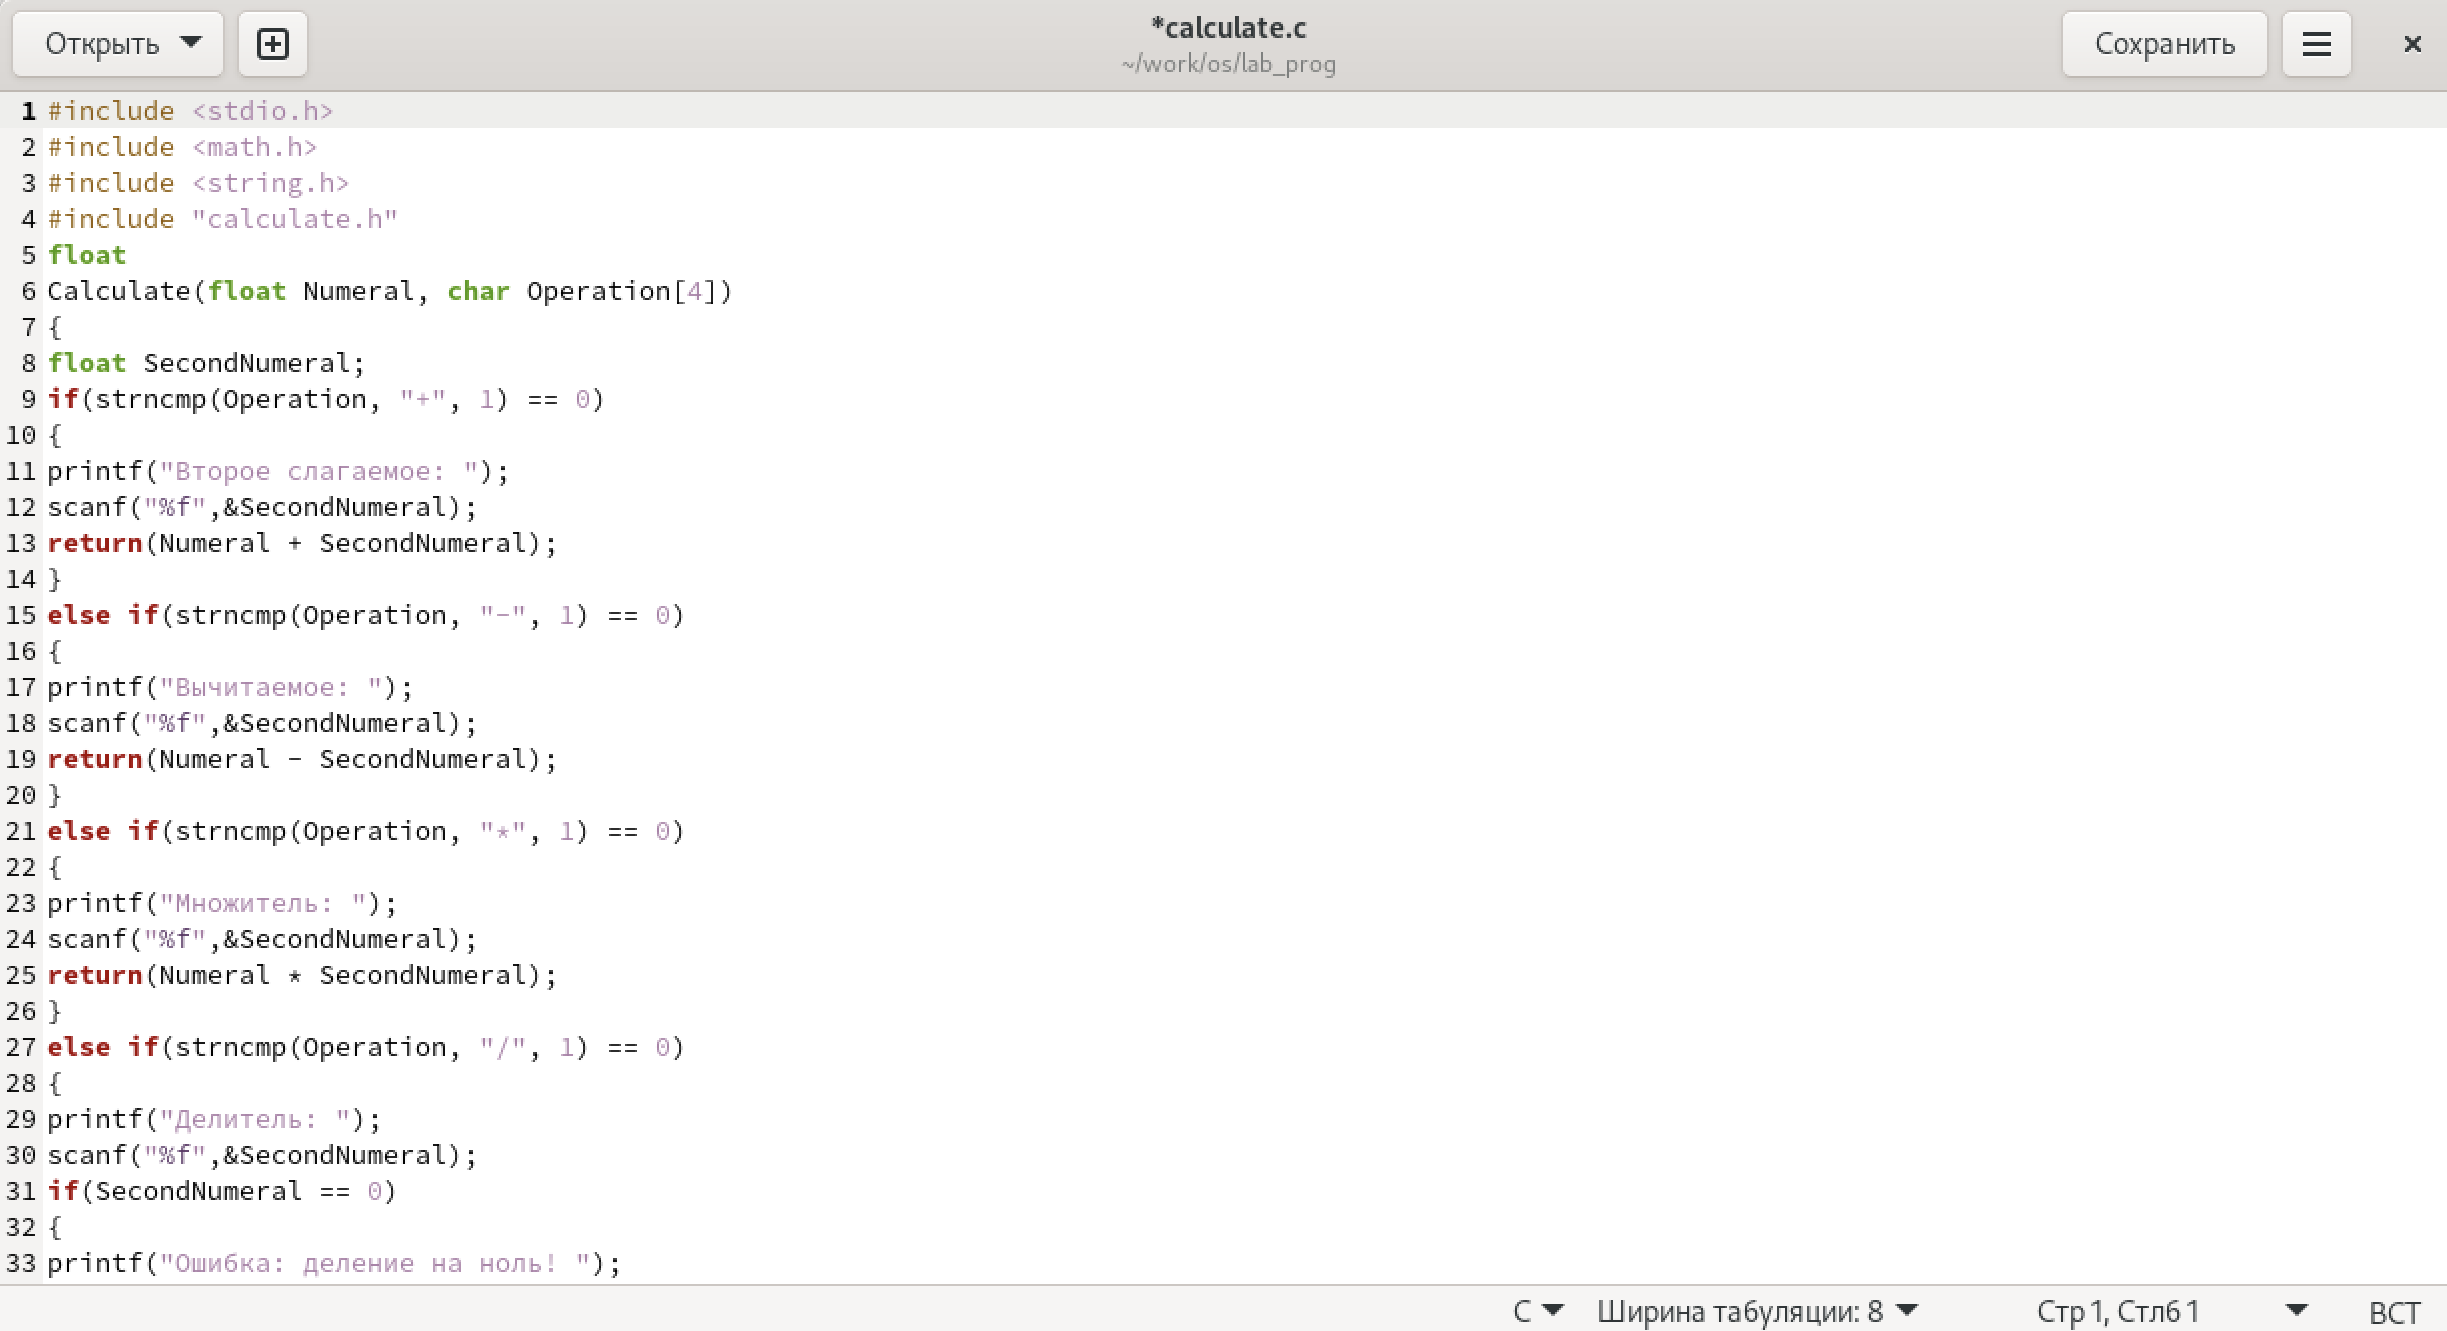 Открыть
*calculate.c
~/work/os/lab_prog
Сохранить
1 #include <stdio.h>
2 #include <math.h>
3 #include <string.h>
4 #include "calculate.h"
5 float
6 Calculate(float Numeral, char Operation[4])
7 {
8 float SecondNumeral;
9 if(strncmp(Operation, "+", 1) == 0)
10 {
11 printf("Второе слагаемое: ");
12 scanf("%f",&SecondNumeral);
13 return(Numeral + SecondNumeral);
14 }
15 else if(strncmp(Operation, "-", 1) == 0)
16 {
17 printf("Вычитаемое: ");
18 scanf("%f",&SecondNumeral);
19 return(Numeral - SecondNumeral);
20 }
21 else if(strncmp(Operation, "*", 1) == 0)
22 {
23 printf("Множитель: ");
24 scanf("%f",&SecondNumeral);
25 return(Numeral * SecondNumeral);
26 }
27 else if(strncmp(Operation, "/", 1) == 0)
28 {
29 printf("Делитель: ");
30 scanf("%f",&SecondNumeral);
31 if(SecondNumeral == 0)
32 {
33 printf("Ошибка: деление на ноль! ");
C Ширина табуляции: 8 Стр 1, Стлб 1 ВСТ